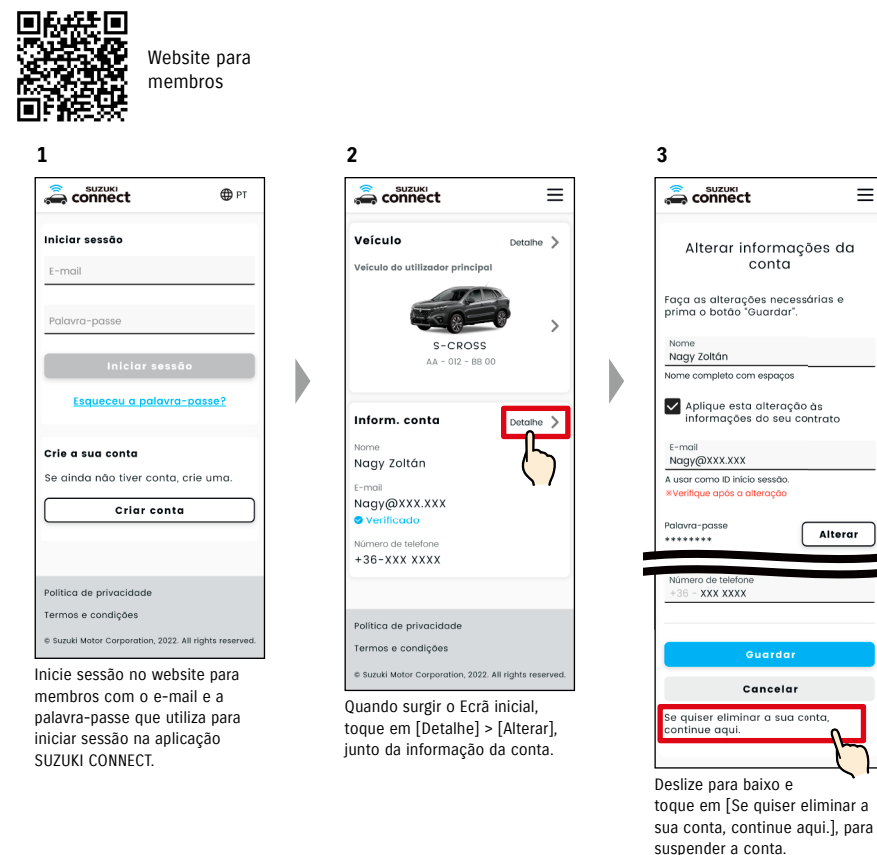 Website para
membros
1
SUZUKI
connect
PT
Iniciar sessão
E-mail
Palavra-passe
Iniciar sessão
Esqueceu a palavra-passe?
Crie a sua conta
Se ainda não tiver conta, crie uma.
Criar conta
Política de privacidade
Termos e condições
© Suzuki Motor Corporation, 2022. All rights reserved.
Inicie sessão no website para
membros com o e-mail e a
palavra-passe que utiliza para
iniciar sessão na aplicação
SUZUKI CONNECT.
2
SUZUKI
connect
Veículo
Detalhe
Veículo do utilizador principal
S-CROSS
AA - 012 - BB 00
Inform. conta
Detalhe
Nome
Nagy Zoltán
E-mail
Nagy@XXX.XXX
Verificado
Número de telefone
+36-XXX XXXX
Política de privacidade
Termos e condições
© Suzuki Motor Corporation, 2022. All rights reserved.
Quando surgir o Ecrã inicial,
toque em [Detalhe] > [Alterar],
junto da informação da conta.
3
SUZUKI
connect
Alterar informações da
conta
Faça as alterações necessárias e
prima o botão "Guardar".
Nome
Nagy Zoltán
Nome completo com espaços
Aplique esta alteração às
informações do seu contrato
E-mail
Nagy@XXX.XXX
A usar como ID início sessão.
※Verifique após a alteração
Palavra-passe
********
Alterar
Número de telefone
+36 - XXX XXXX
Guardar
Cancelar
Se quiser eliminar a sua conta,
continue aqui.
Deslize para baixo e
toque em [Se quiser eliminar a
sua conta, continue aqui.], para
suspender a conta.